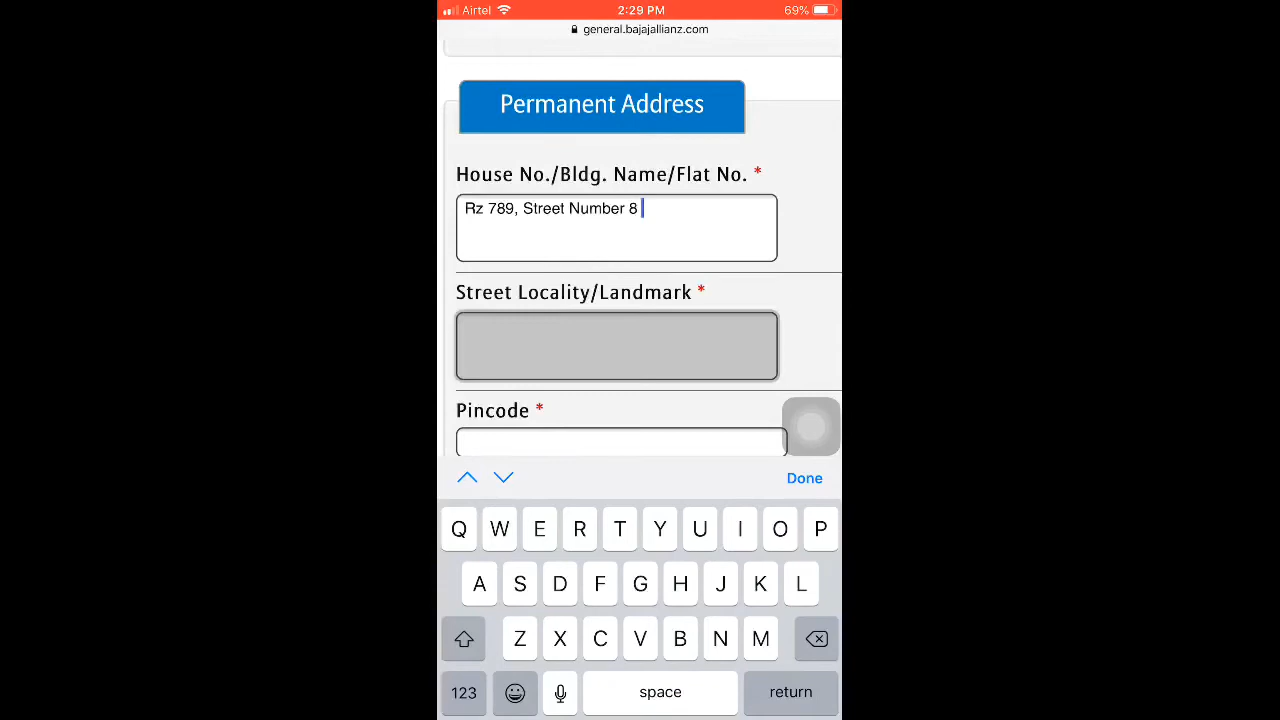 Airtel 2:29 PM 69%
general.bajajallianz.com
Permanent Address
House No./Bldg. Name/Flat No. *
Rz 789, Street Number 8
Street Locality/Landmark *
Pincode *
Done
Q W E R T Y U I O P
A S D F G H J K L
Z X C V B N M
123 space return